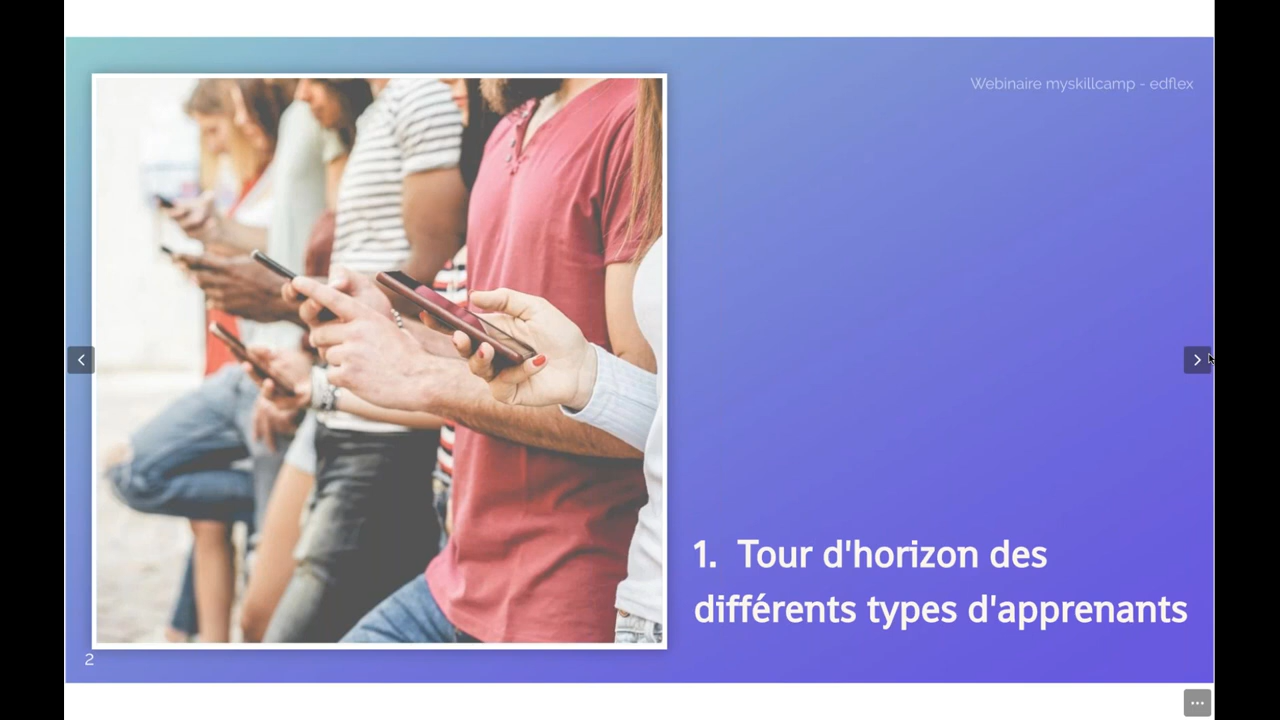 Webinaire myskillcamp - edflex
1. Tour d'horizon des
différents types d'apprenants
2